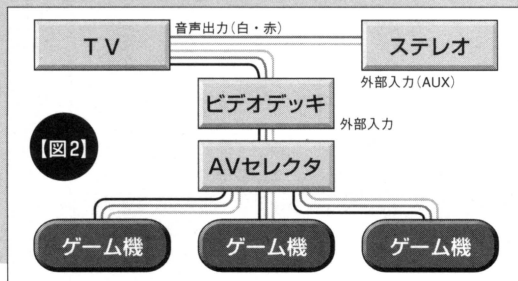 音声出力(白・赤)
TV
ステレオ
外部入力(AUX)
ビデオデッキ
外部入力
【図2】
AVセレクタ
ゲーム機
ゲーム機
ゲーム機